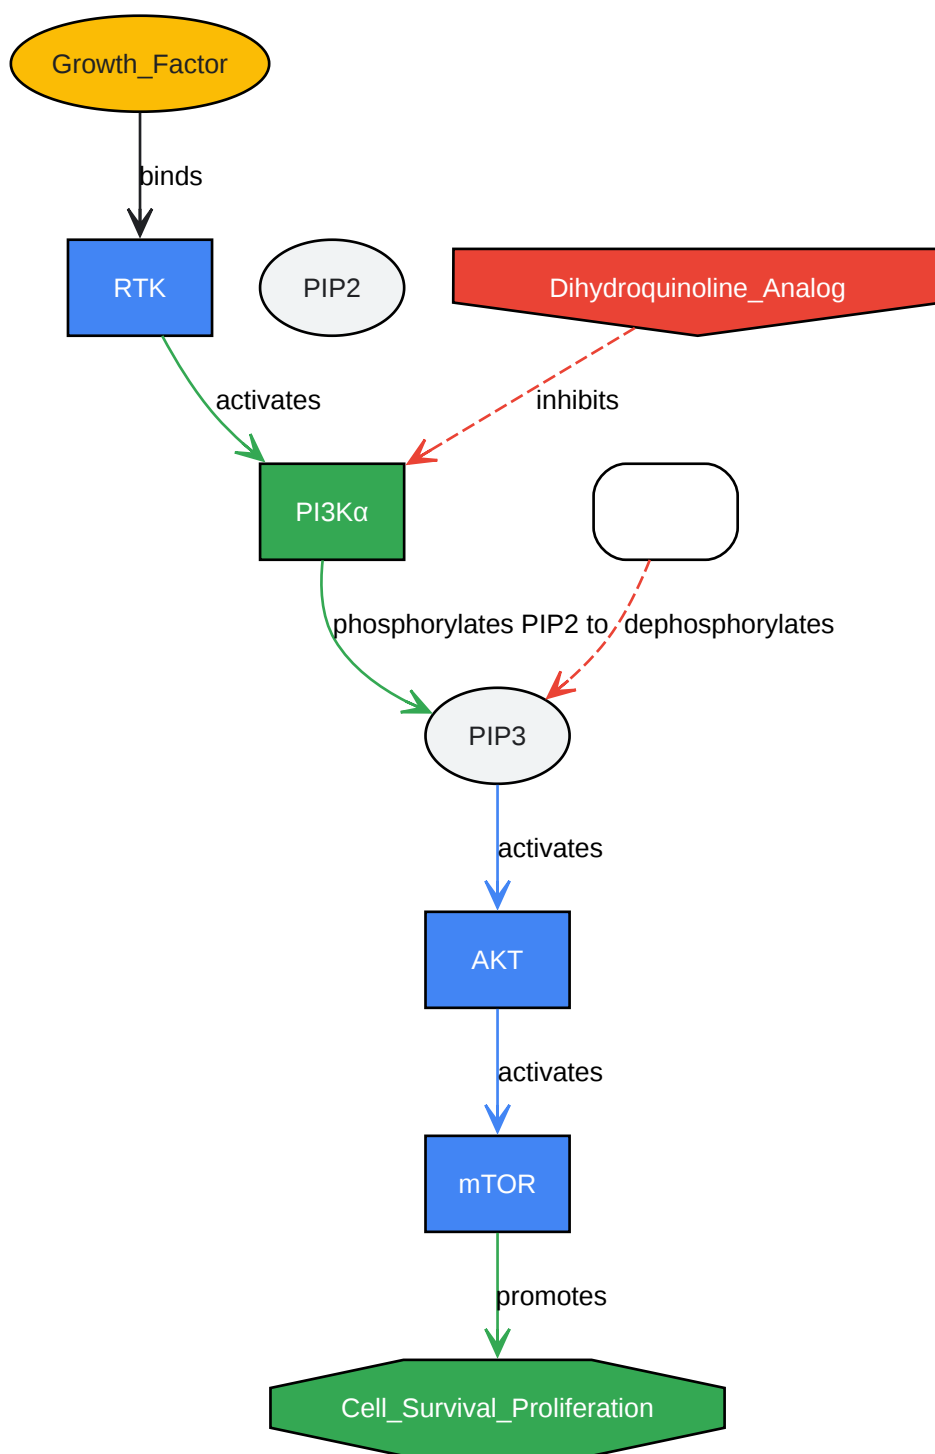 Growth_Factor
binds
RTK
PIP2
Dihydroquinoline_Analog
activates
inhibits
PI3Kα
phosphorylates PIP2 to
dephosphorylates
PIP3
activates
AKT
activates
mTOR
promotes
Cell_Survival_Proliferation